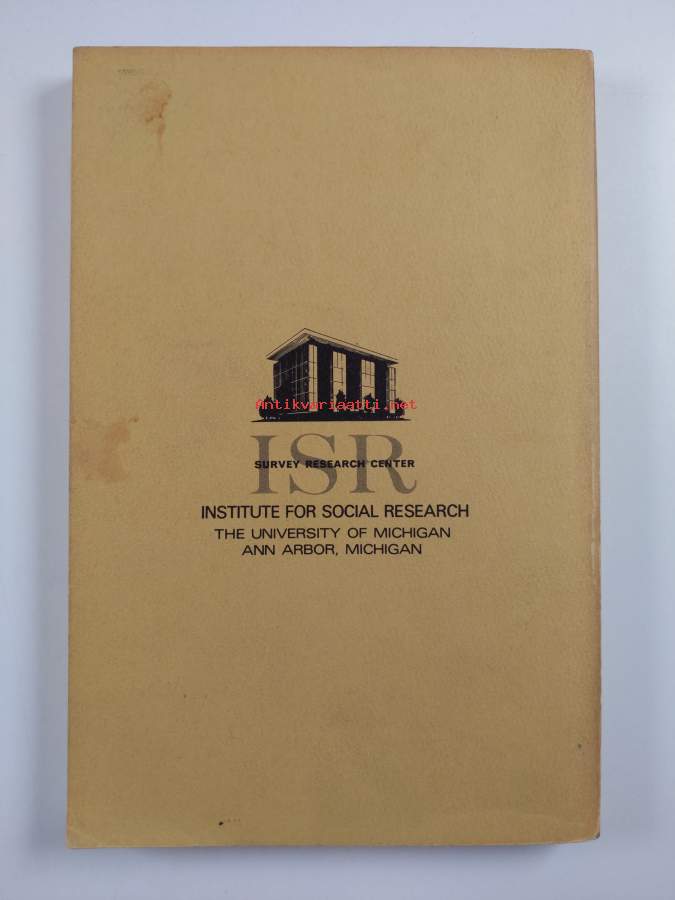 Antikvariaatti.net
ISR
SURVEY RESEARCH CENTER
INSTITUTE FOR SOCIAL RESEARCH
THE UNIVERSITY OF MICHIGAN
ANN ARBOR, MICHIGAN